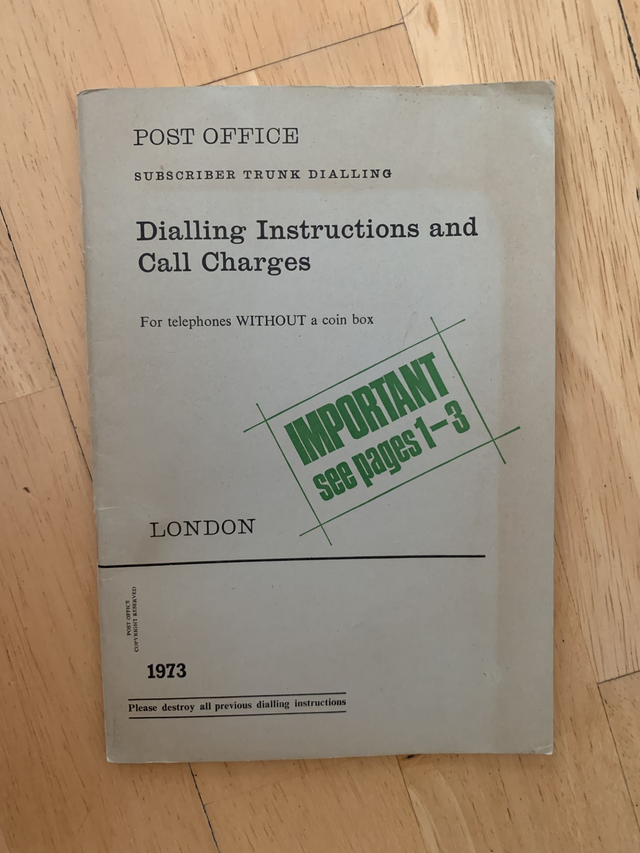 POST OFFICE
SUBSCRIBER TRUNK DIALLING
Dialling Instructions and
Call Charges
For telephones WITHOUT a coin box
IMPORTANT
see pages 1–3
LONDON
POST OFFICE
COPYRIGHT RESERVED
1973
Please destroy all previous dialling instructions